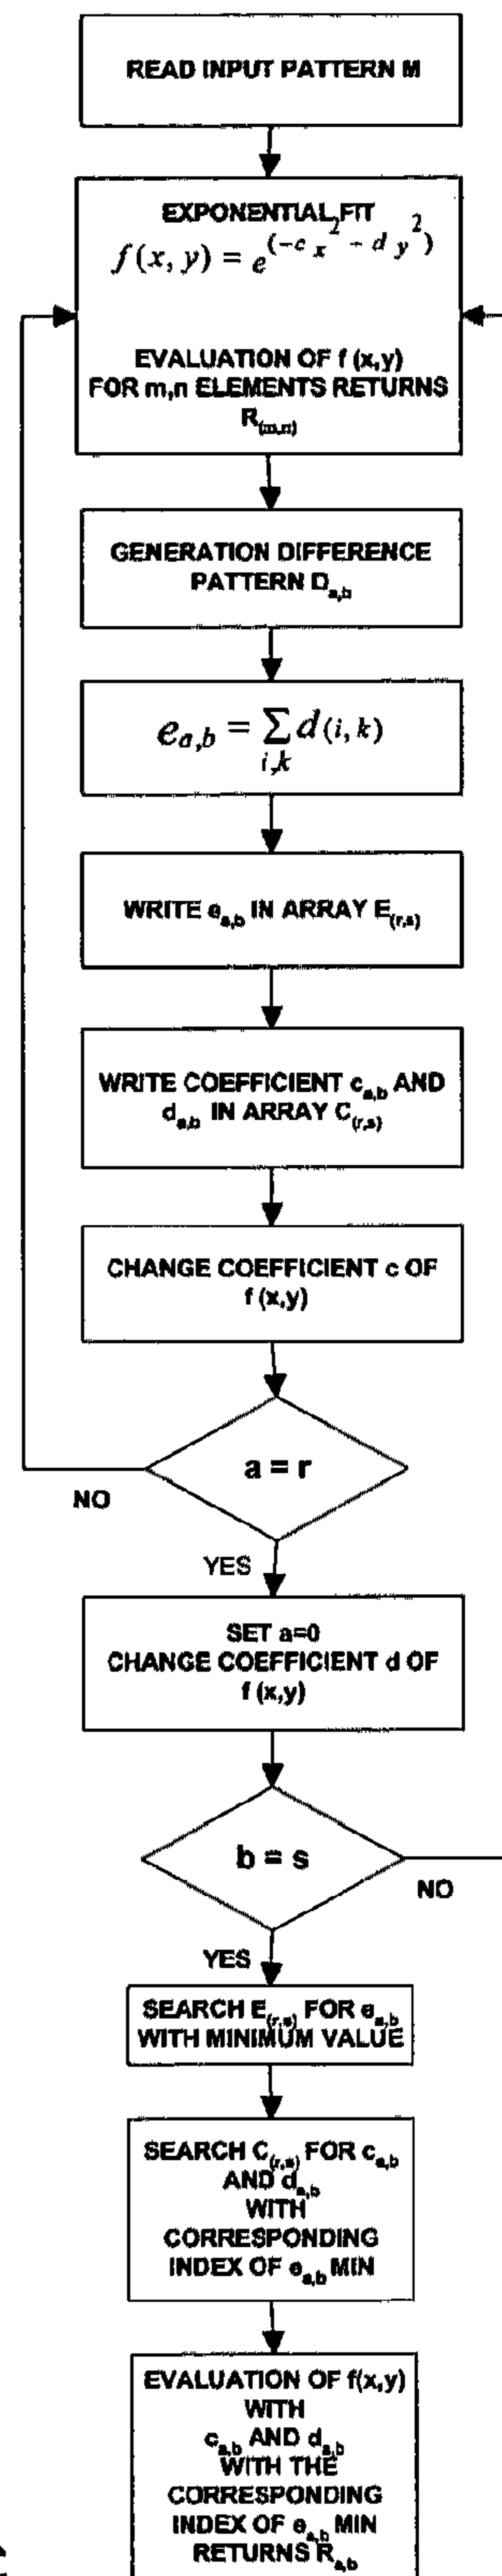 READ INPUT PATTERN M
EXPONENTIAL FIT
f(x, y) = e^(-c x^2 - d y^2)
EVALUATION OF f (x,y)
FOR m,n ELEMENTS RETURNS
R(m,n)
GENERATION DIFFERENCE
PATTERN Da,b
ea,b = Σ d(i, k)
i,k
WRITE ea,b IN ARRAY E(r,s)
WRITE COEFFICIENT ca,b AND
da,b IN ARRAY C(r,s)
CHANGE COEFFICIENT c OF
f (x,y)
a = r
NO
YES
SET a=0
CHANGE COEFFICIENT d OF
f (x,y)
b = s
NO
YES
SEARCH E(r,s) FOR ea,b
WITH MINIMUM VALUE
SEARCH C(r,s) FOR ca,b
AND da,b
WITH
CORRESPONDING
INDEX OF ea,b MIN
EVALUATION OF f(x,y)
WITH
ca,b AND da,b
WITH THE
CORRESPONDING
INDEX OF ea,b MIN
RETURNS Ra,b